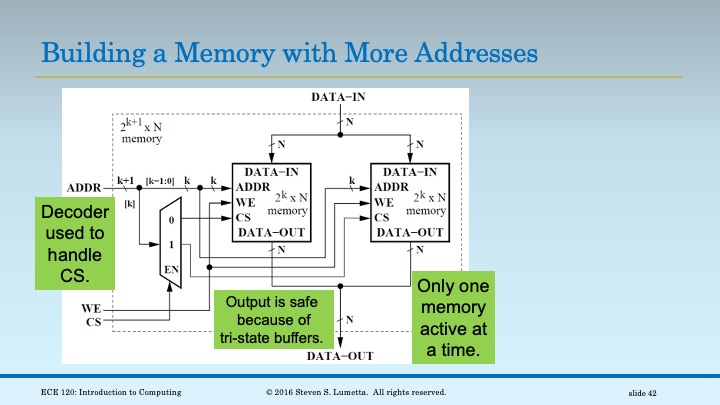 Building a Memory with More Addresses
DATA−IN
N
2^k+1 x N
memory
N
N
DATA−IN
ADDR
WE
CS
2^k x N
memory
DATA−OUT
DATA−IN
ADDR
WE
CS
2^k x N
memory
DATA−OUT
ADDR
k+1
[k−1:0]
k
k
k
[k]
0
1
EN
N
N
Decoder
used to
handle
CS.
WE
CS
Output is safe
because of
tri-state buffers.
N
DATA−OUT
Only one
memory
active at
a time.
ECE 120: Introduction to Computing
© 2016 Steven S. Lumetta. All rights reserved.
slide 42